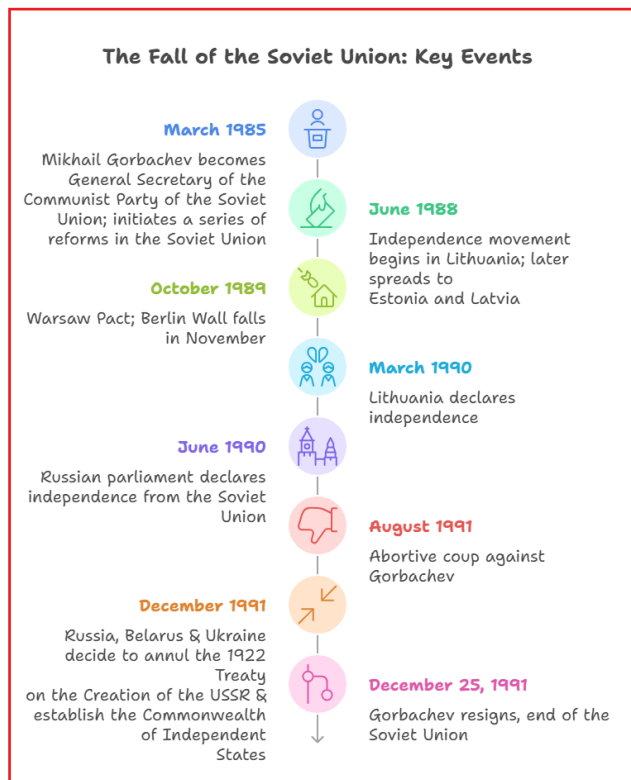 The Fall of the Soviet Union: Key Events
March 1985
Mikhail Gorbachev becomes
General Secretary of the
Communist Party of the Soviet
Union; initiates a series of
reforms in the Soviet Union
June 1988
Independence movement
begins in Lithuania; later
spreads to
Estonia and Latvia
October 1989
Warsaw Pact; Berlin Wall falls
in November
March 1990
Lithuania declares
independence
June 1990
Russian parliament declares
independence from the Soviet
Union
August 1991
Abortive coup against
Gorbachev
December 1991
Russia, Belarus & Ukraine
decide to annul the 1922
Treaty
on the Creation of the USSR &
establish the Commonwealth
of Independent
States
December 25, 1991
Gorbachev resigns, end of the
Soviet Union